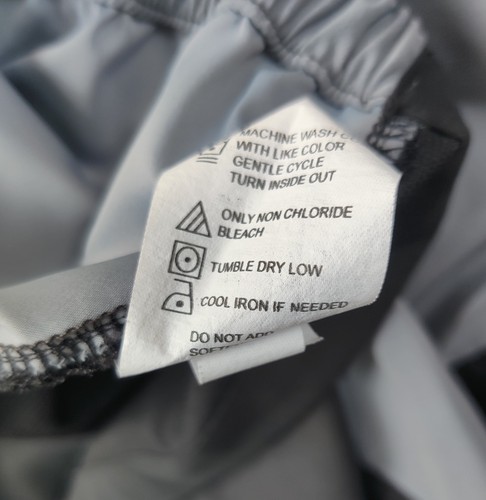 MACHINE WASH
WITH LIKE COLOR
GENTLE CYCLE
TURN INSIDE OUT
ONLY NON CHLORIDE
BLEACH
TUMBLE DRY LOW
COOL IRON IF NEEDED
DO NOT ADD